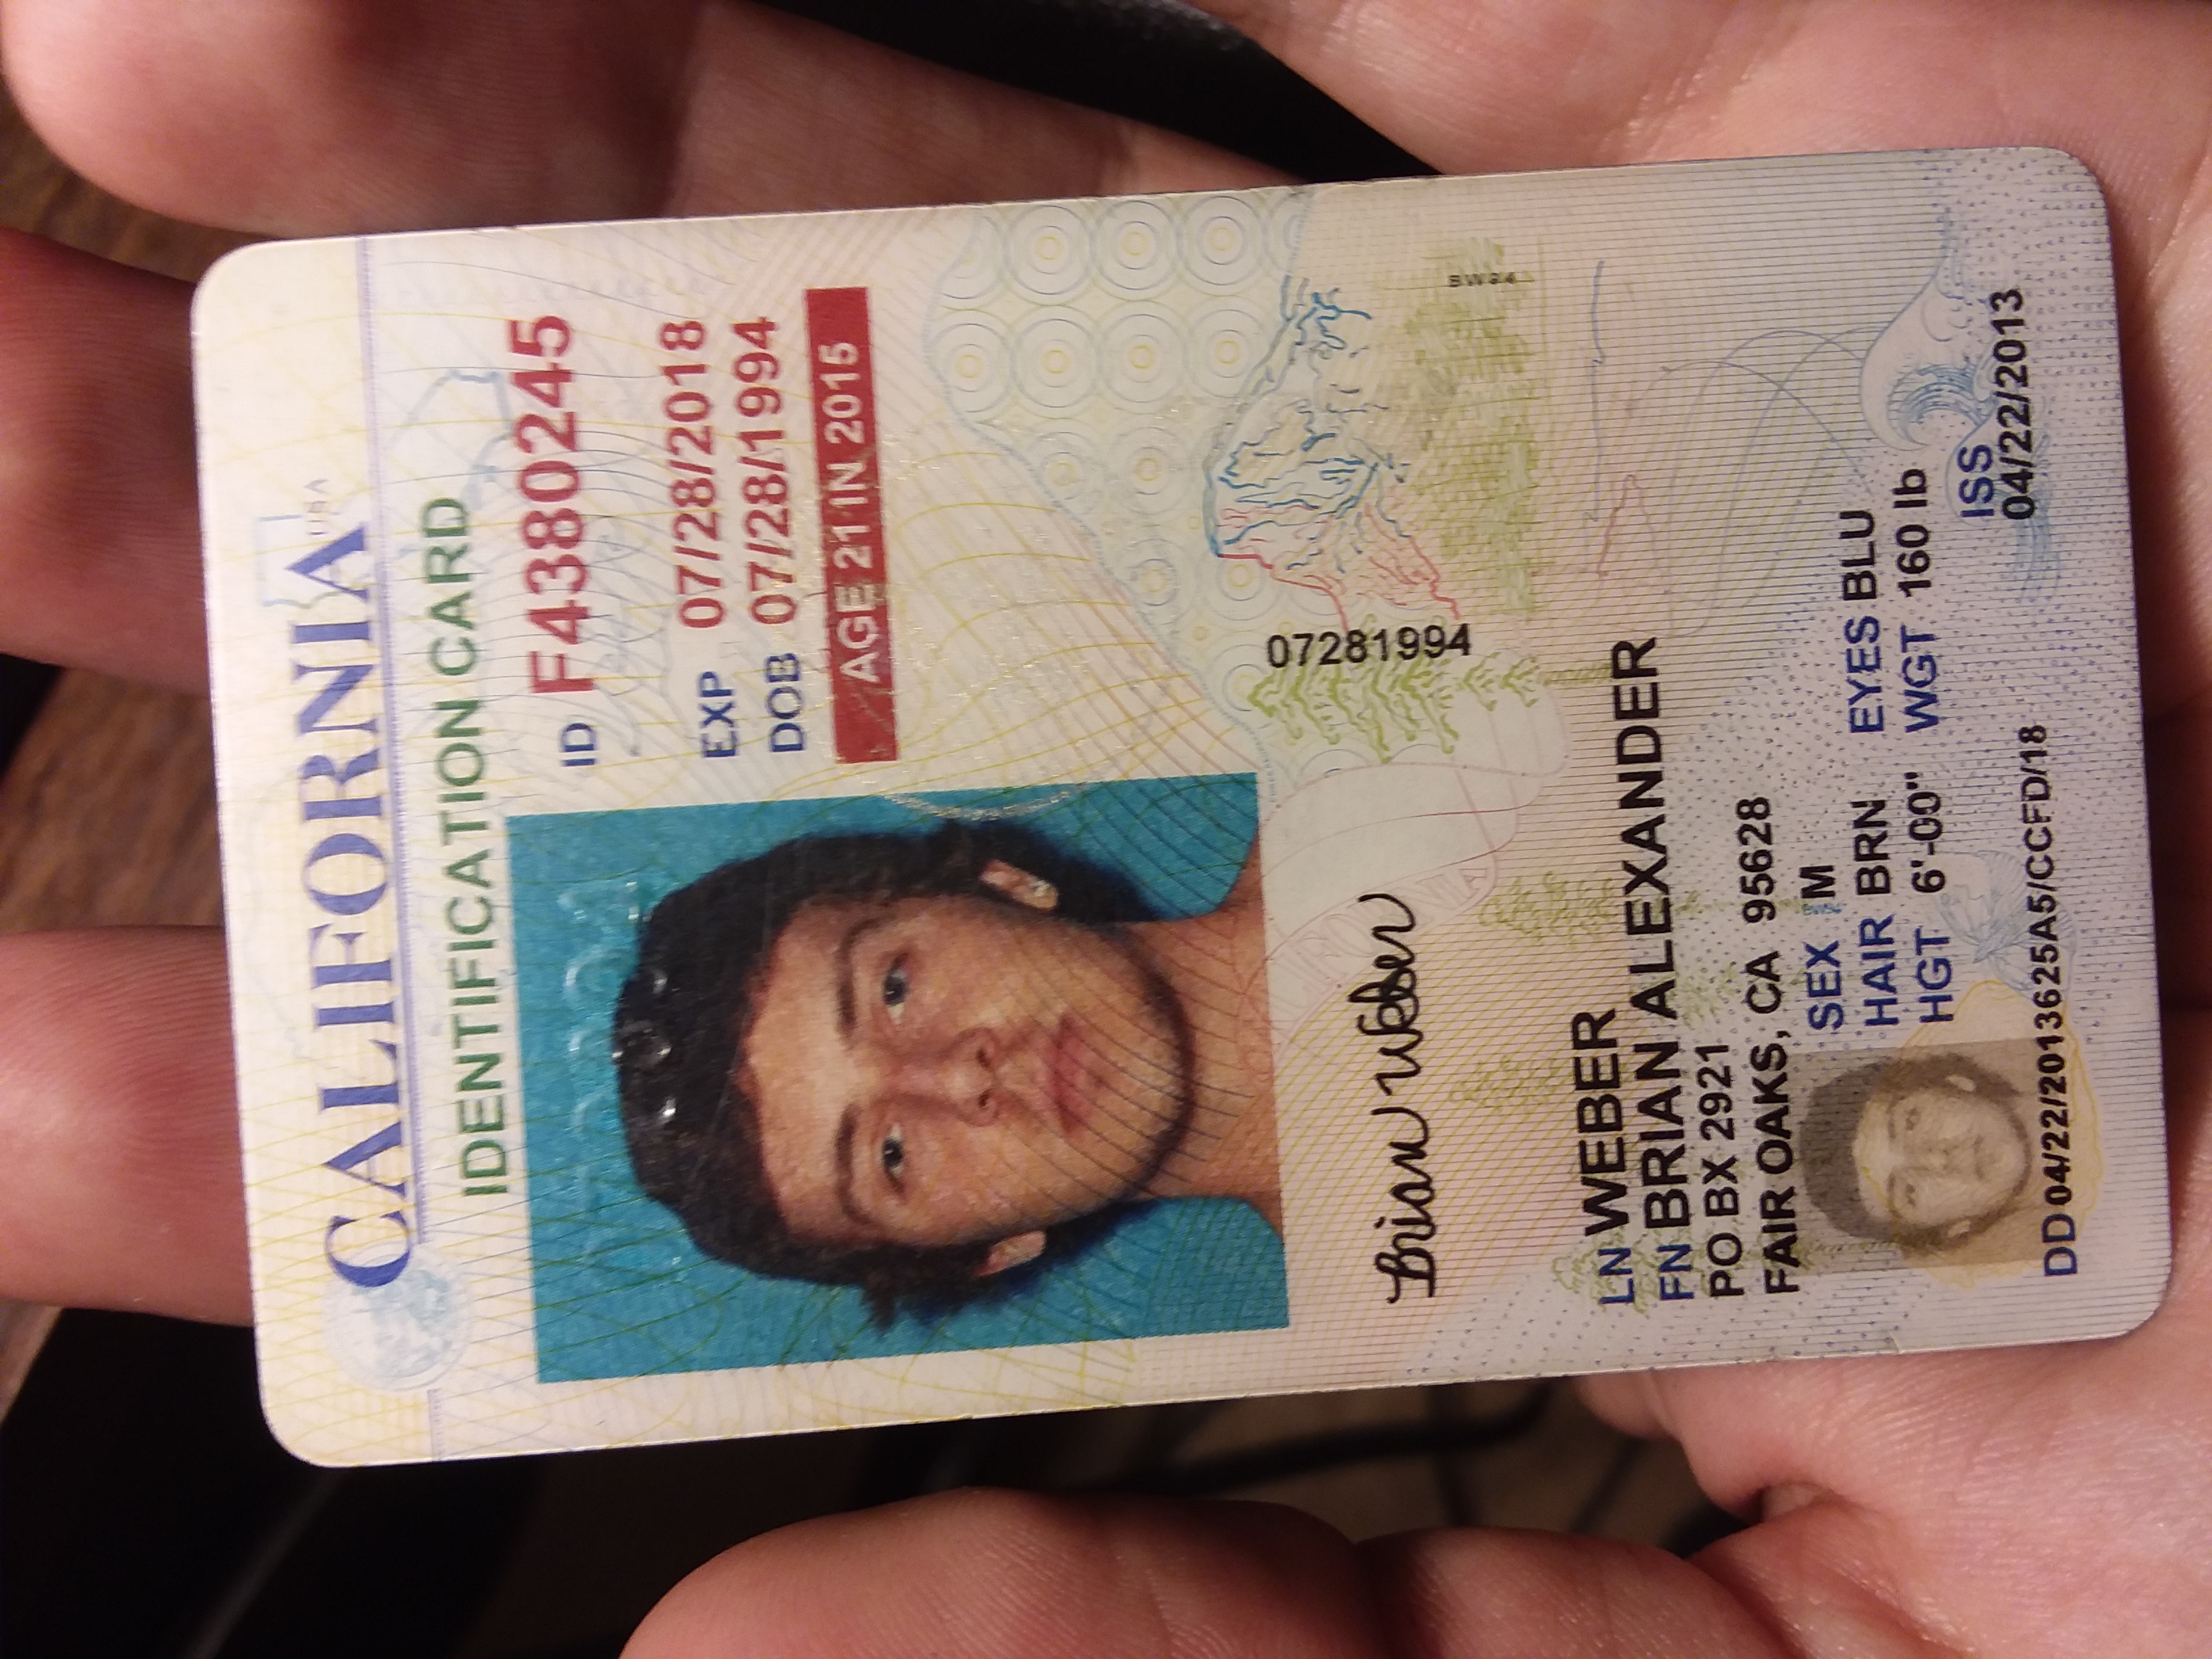 CALIFORNIA
USA
IDENTIFICATION CARD
ID F4380245
EXP 07/28/2018
DOB 07/28/1994
AGE 21 IN 2015
07281994
Brian Weber
LN WEBER
FN BRIAN ALEXANDER
PO BX 2921
FAIR OAKS, CA 95628
SEX M
HAIR BRN EYES BLU
HGT 6'-00" WGT 160 lb
ISS
04/22/2013
DD 04/22/2013625A5/CCFD/18